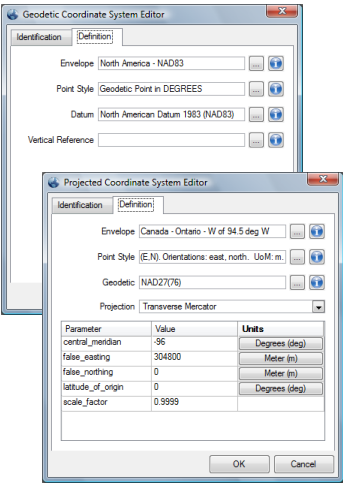 Geodetic Coordinate System Editor
X
Identification Definition
Envelope North America - NAD83 ...
Point Style Geodetic Point in DEGREES ...
Datum North American Datum 1983 (NAD83) ...
Vertical Reference ...
Projected Coordinate System Editor
X
Identification Definition
Envelope Canada - Ontario - W of 94.5 deg W ...
Point Style (E,N). Orientations: east, north. UoM: m. ...
Geodetic NAD27(76) ...
Projection Transverse Mercator
Parameter Value Units
central_meridian -96 Degrees (deg)
false_easting 304800 Meter (m)
false_northing 0 Meter (m)
latitude_of_origin 0 Degrees (deg)
scale_factor 0.9999
OK Cancel